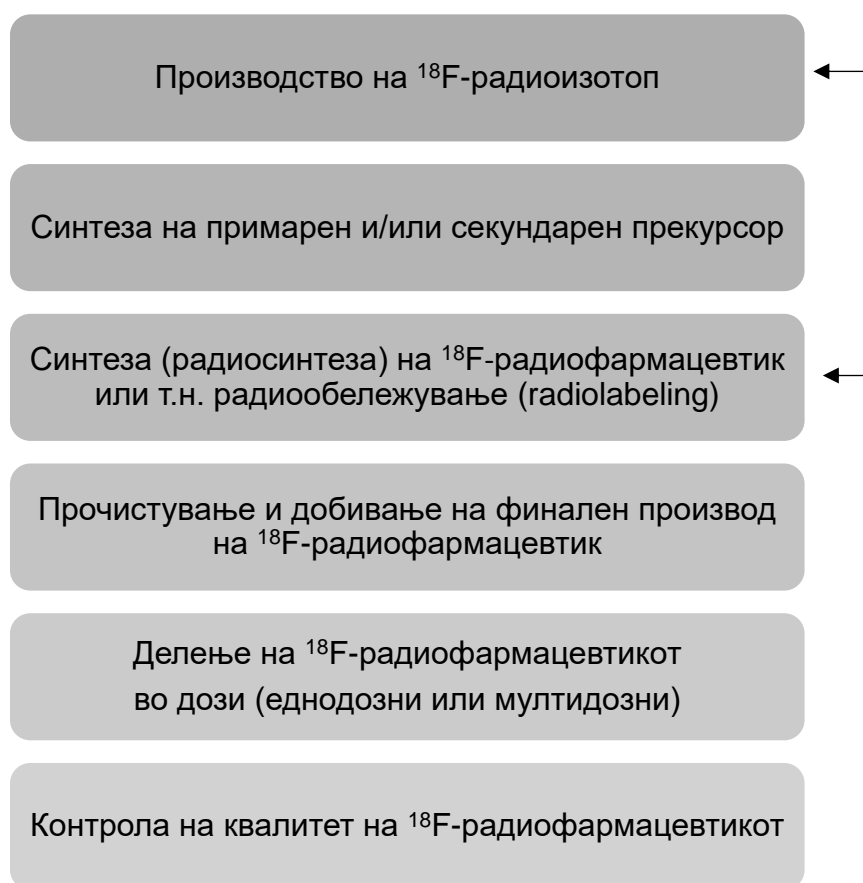 Производство на ¹⁸F-радиоизотоп
Синтеза на примарен и/или секундарен прекурсор
Синтеза (радиосинтеза) на ¹⁸F-радиофармацевтик
или т.н. радиообележување (radiolabeling)
Прочистување и добивање на финален производ
на ¹⁸F-радиофармацевтик
Делење на ¹⁸F-радиофармацевтикот
во дози (еднодозни или мултидозни)
Контрола на квалитет на ¹⁸F-радиофармацевтикот